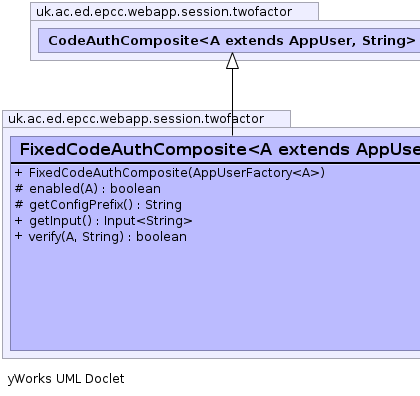 uk.ac.ed.epcc.webapp.session.twofactor
CodeAuthComposite<A extends AppUser, String>
uk.ac.ed.epcc.webapp.session.twofactor
FixedCodeAuthComposite<A extends AppUse
+ FixedCodeAuthComposite(AppUserFactory<A>)
# enabled(A) : boolean
# getConfigPrefix() : String
+ getInput() : Input<String>
+ verify(A, String) : boolean
yWorks UML Doclet